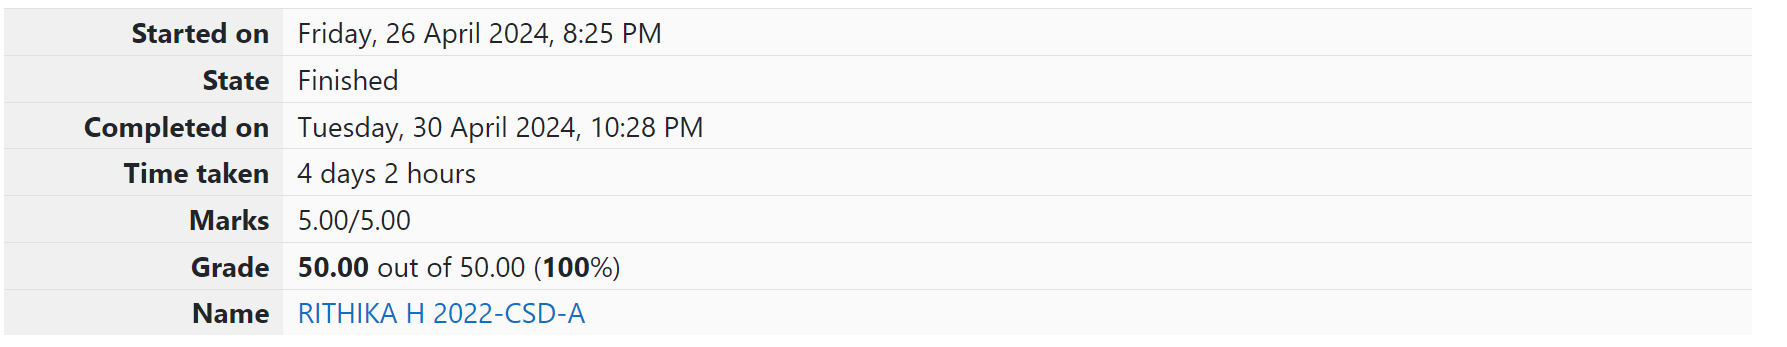 Started on Friday, 26 April 2024, 8:25 PM
State Finished
Completed on Tuesday, 30 April 2024, 10:28 PM
Time taken 4 days 2 hours
Marks 5.00/5.00
Grade 50.00 out of 50.00 (100%)
Name RITHIKA H 2022-CSD-A